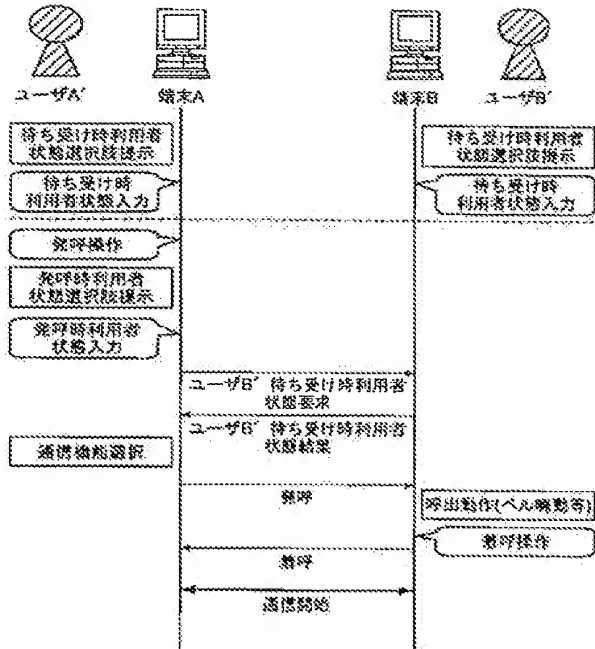 ユーザA'
端末A
端末B
ユーザB'
待ち受け時利用者
状態選択肢提示
待ち受け時利用者
状態選択肢提示
待ち受け時
利用者状態入力
待ち受け時
利用者状態入力
発呼操作
発呼時利用者
状態選択肢提示
発呼時利用者
状態入力
ユーザB' 待ち受け時利用者
状態要求
ユーザB' 待ち受け時利用者
状態結果
通信機能選択
発呼
呼出動作(ベル鳴動等)
着呼操作
着呼
通信開始